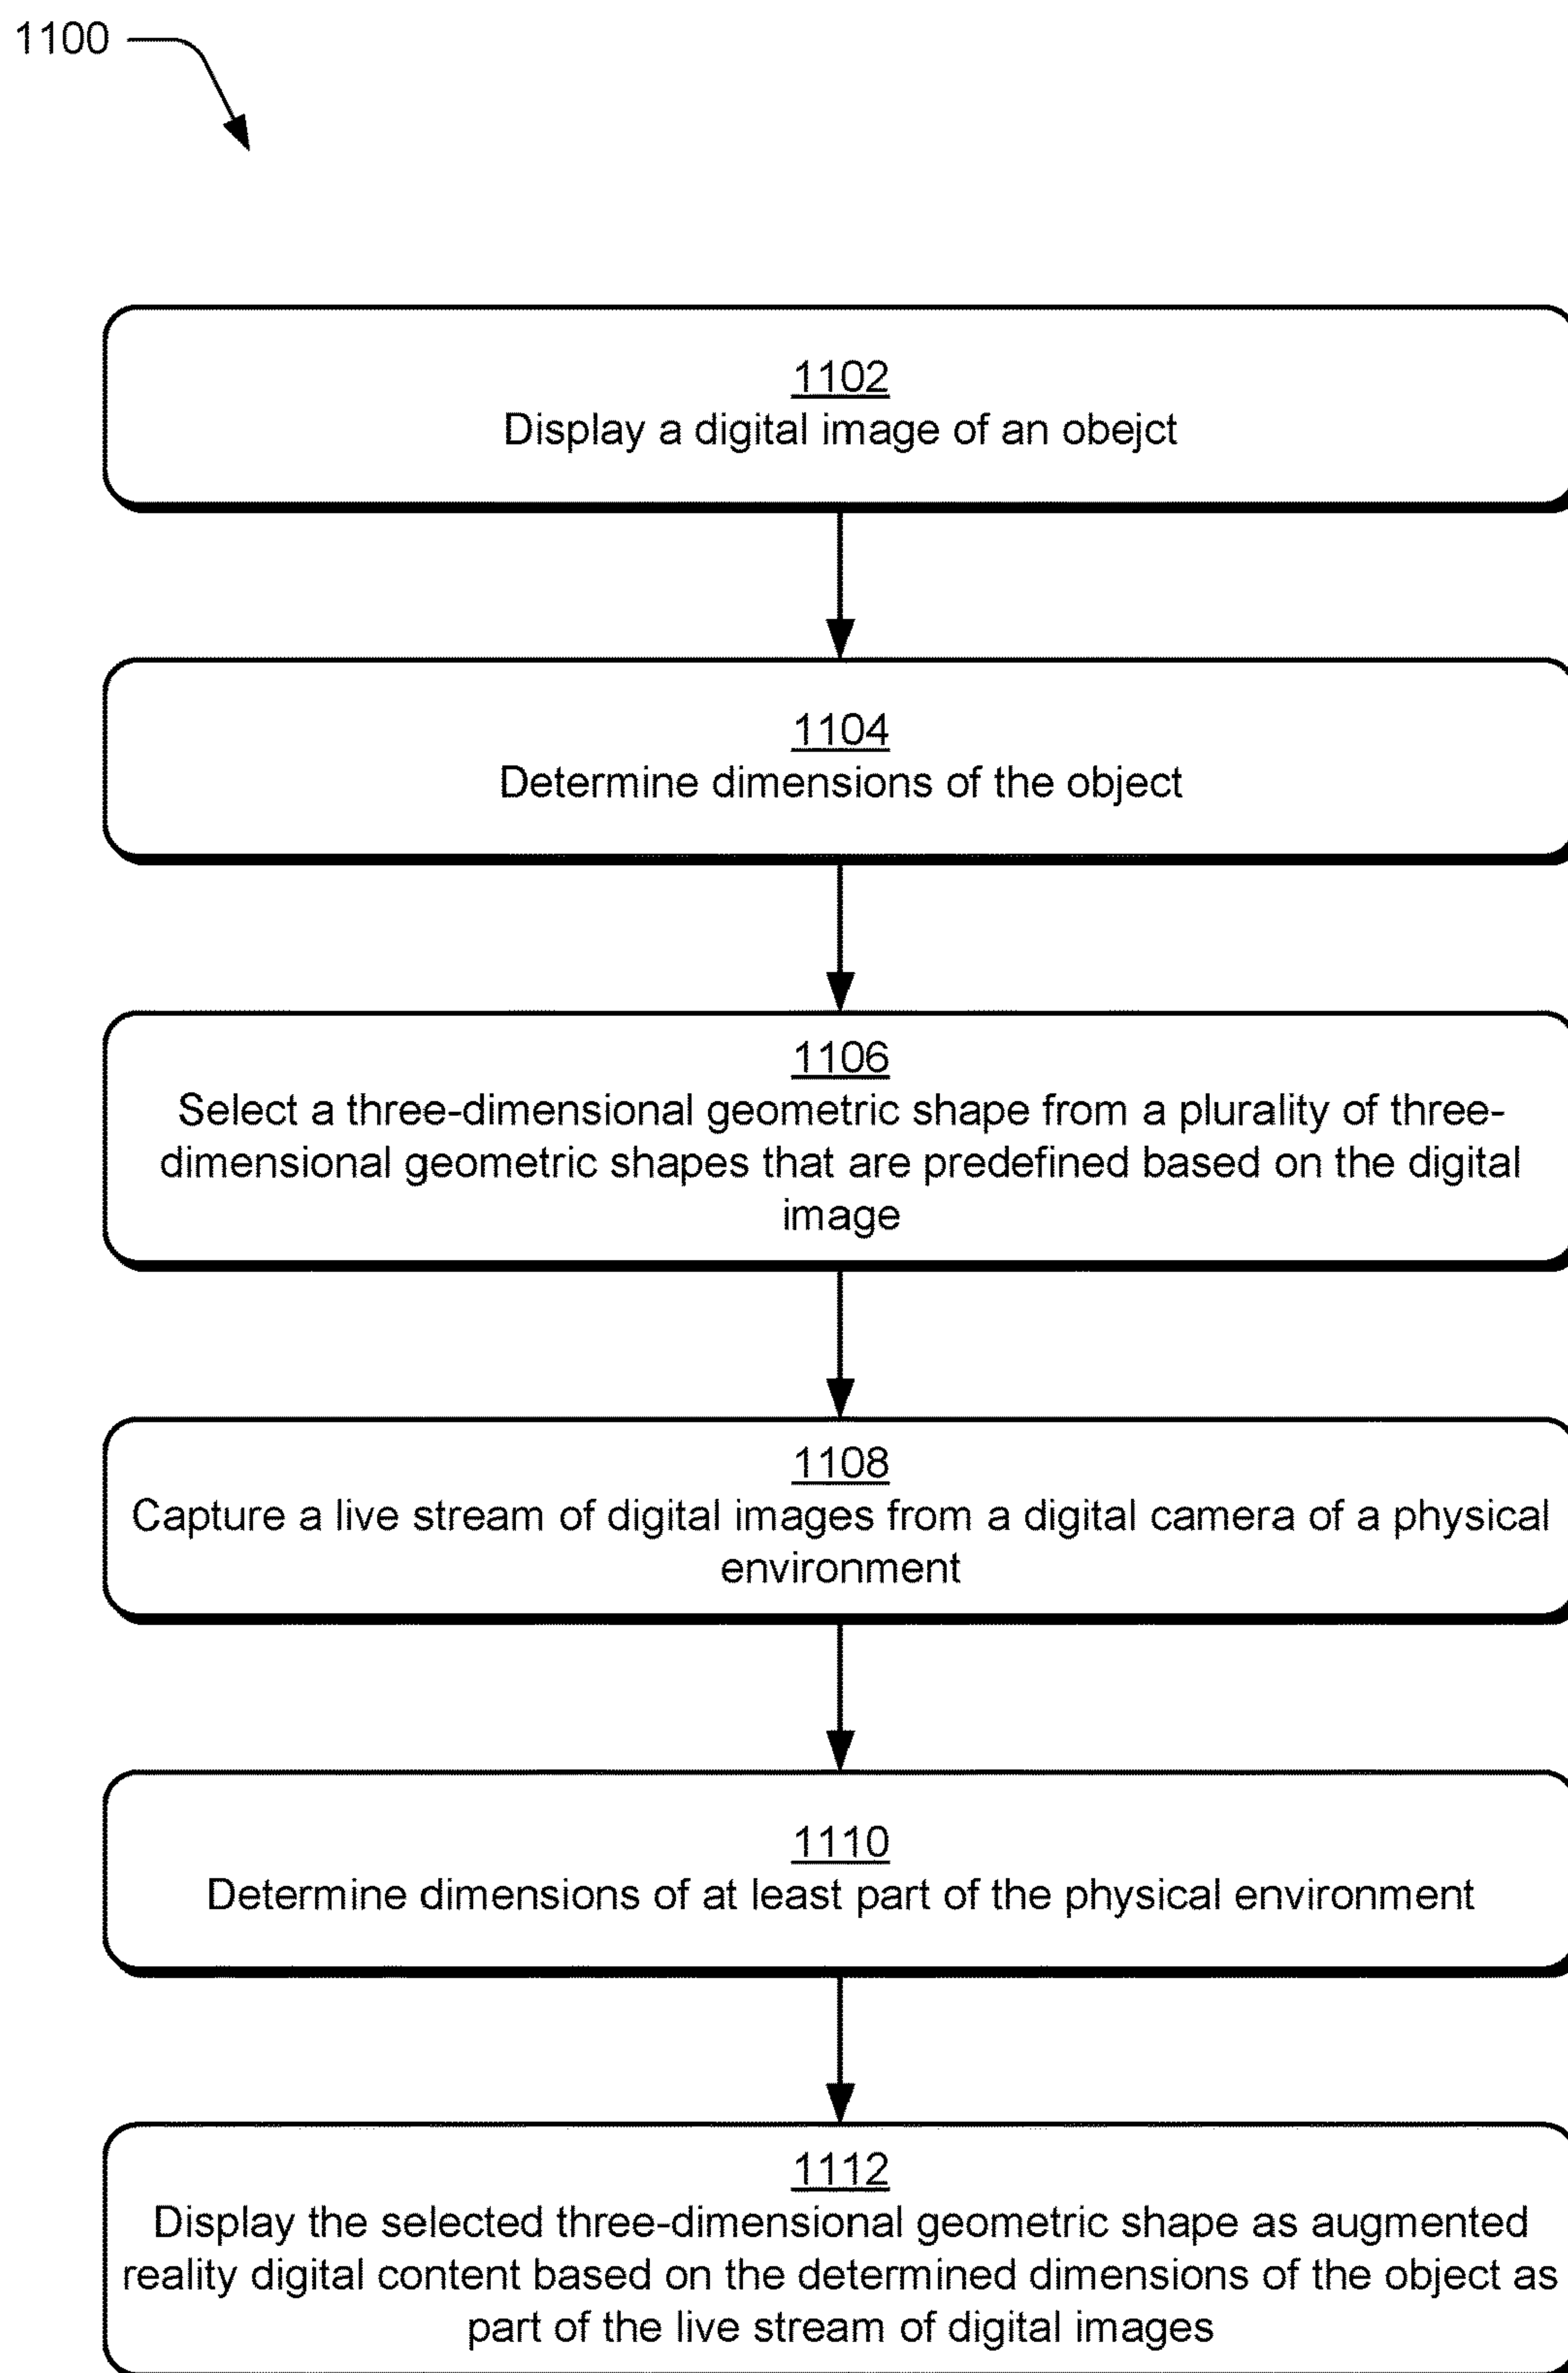 1100
1102
Display a digital image of an obejct
1104
Determine dimensions of the object
1106
Select a three-dimensional geometric shape from a plurality of three-
dimensional geometric shapes that are predefined based on the digital
image
1108
Capture a live stream of digital images from a digital camera of a physical
environment
1110
Determine dimensions of at least part of the physical environment
1112
Display the selected three-dimensional geometric shape as augmented
reality digital content based on the determined dimensions of the object as
part of the live stream of digital images